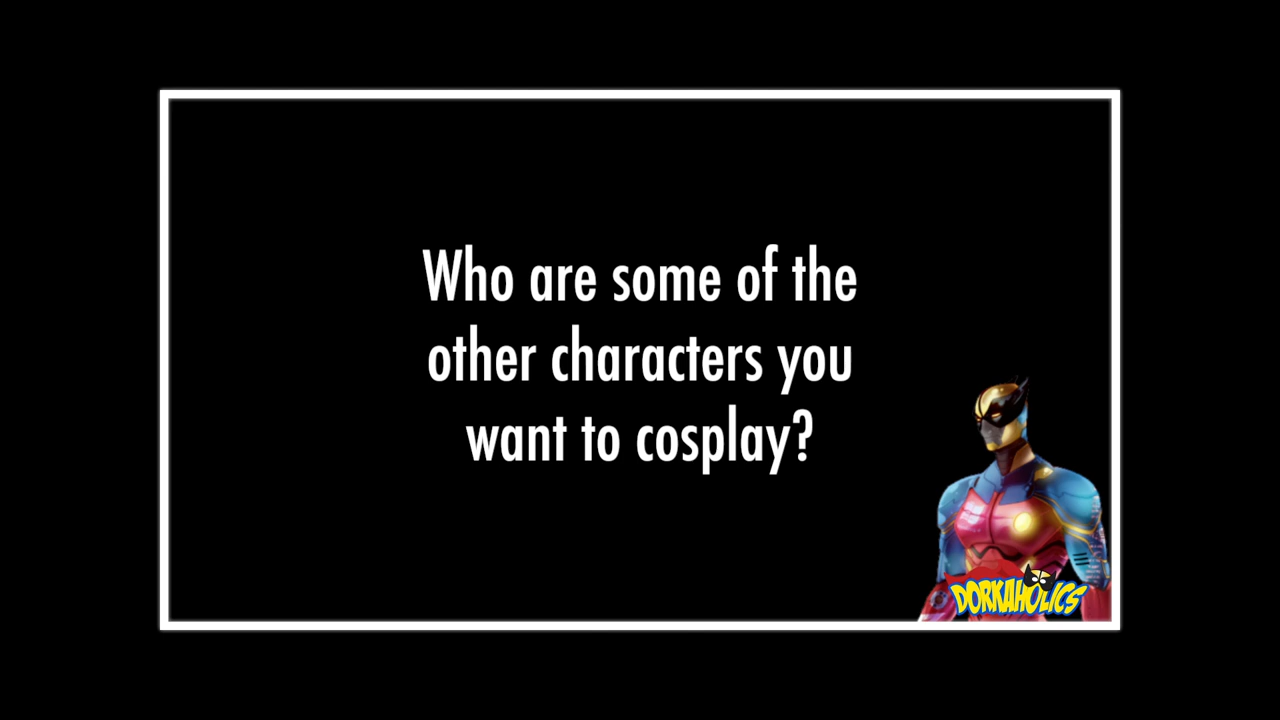 Who are some of the
other characters you
want to cosplay?
DORKAHOLICS